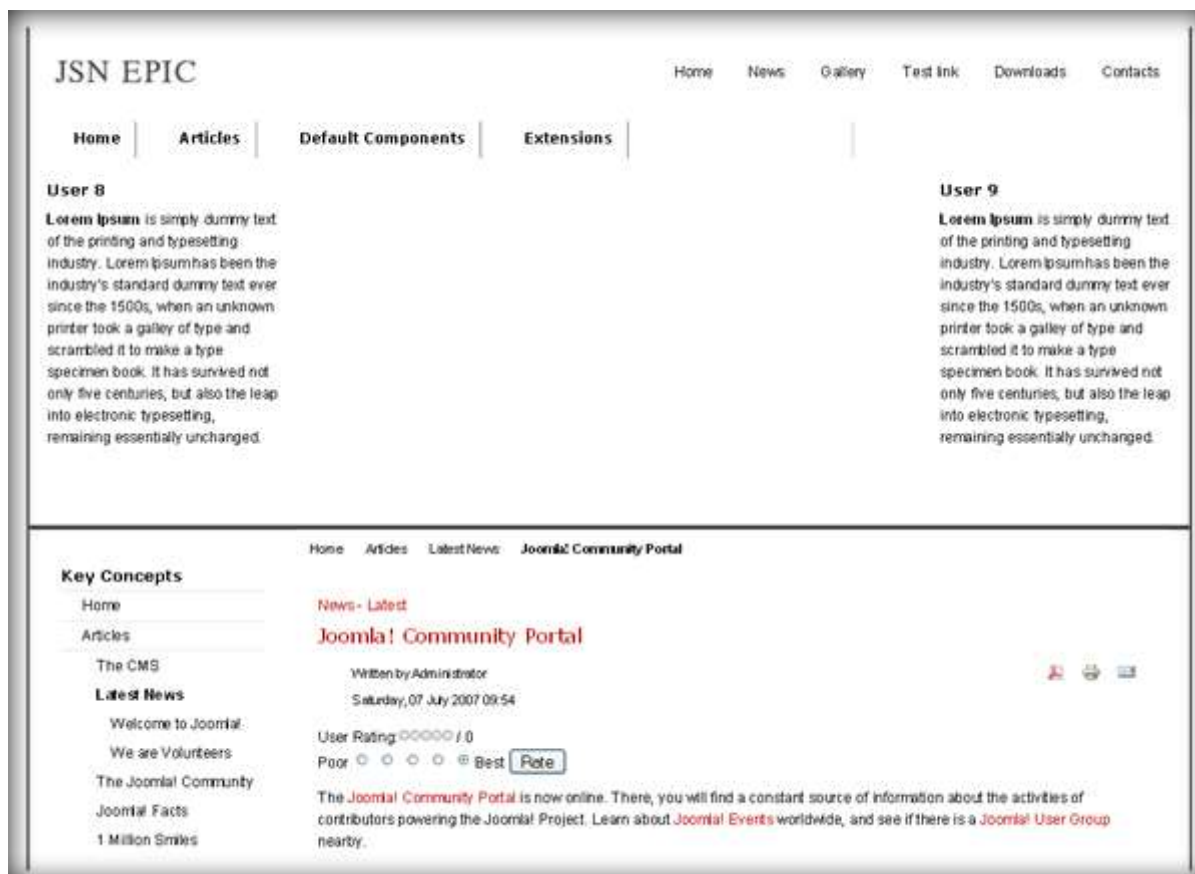 JSN EPIC
Home News Gallery Test link Downloads Contacts
Home Articles Default Components Extensions
User 8
Lorem Ipsum is simply dummy text
of the printing and typesetting
industry. Lorem Ipsum has been the
industry's standard dummy text ever
since the 1500s, when an unknown
printer took a galley of type and
scrambled it to make a type
specimen book. It has survived not
only five centuries, but also the leap
into electronic typesetting,
remaining essentially unchanged.
User 9
Lorem Ipsum is simply dummy text
of the printing and typesetting
industry. Lorem Ipsum has been the
industry's standard dummy text ever
since the 1500s, when an unknown
printer took a galley of type and
scrambled it to make a type
specimen book. It has survived not
only five centuries, but also the leap
into electronic typesetting,
remaining essentially unchanged.
Key Concepts
Home
Articles
The CMS
Latest News
Welcome to Joomla!
We are Volunteers
The Joomla! Community
Joomla! Facts
1 Million Smiles
Home Articles Latest News Joomla! Community Portal
News - Latest
Joomla! Community Portal
Written by Administrator
Saturday, 07 July 2007 09:54
User Rating: / 0
Poor Best Rate
The Joomla! Community Portal is now online. There, you will find a constant source of information about the activities of
contributors powering the Joomla! Project. Learn about Joomla! Events worldwide, and see if there is a Joomla! User Group
nearby.